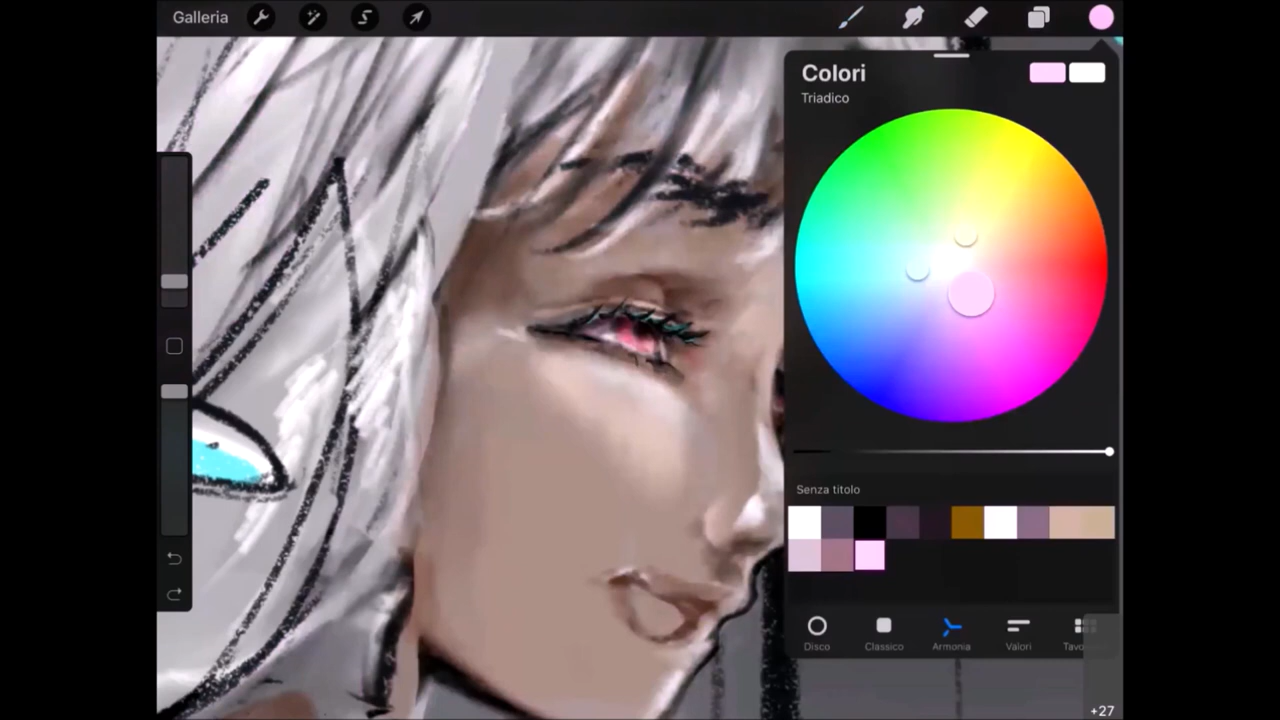 Galleria
Colori
Triadico
Senza titolo
Disco
Classico
Armonia
Valori
+27